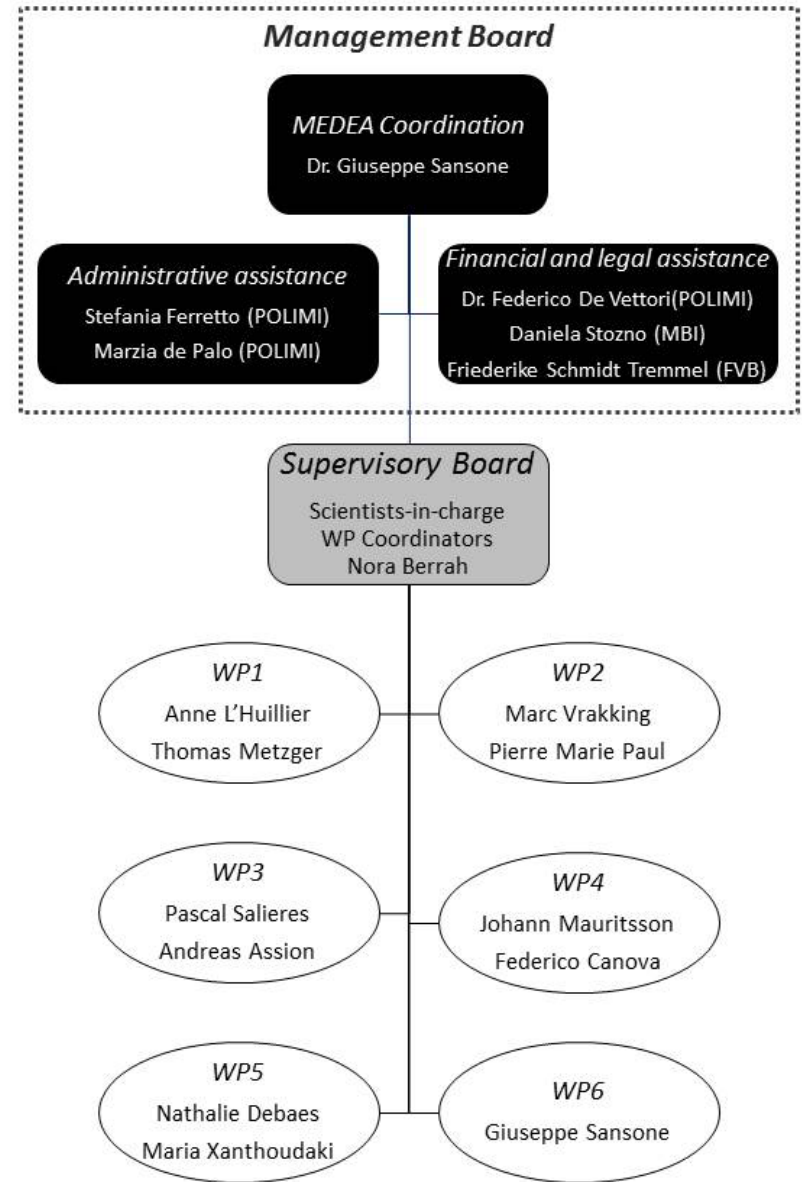 Management Board
MEDEA Coordination
Dr. Giuseppe Sansone
Administrative assistance
Stefania Ferretto (POLIMI)
Marzia de Palo (POLIMI)
Financial and legal assistance
Dr. Federico De Vettori(POLIMI)
Daniela Stozno (MBI)
Friederike Schmidt Tremmel (FVB)
Supervisory Board
Scientists-in-charge
WP Coordinators
Nora Berrah
WP1
Anne L'Huillier
Thomas Metzger
WP2
Marc Vrakking
Pierre Marie Paul
WP3
Pascal Salieres
Andreas Assion
WP4
Johann Mauritsson
Federico Canova
WP5
Nathalie Debaes
Maria Xanthoudaki
WP6
Giuseppe Sansone